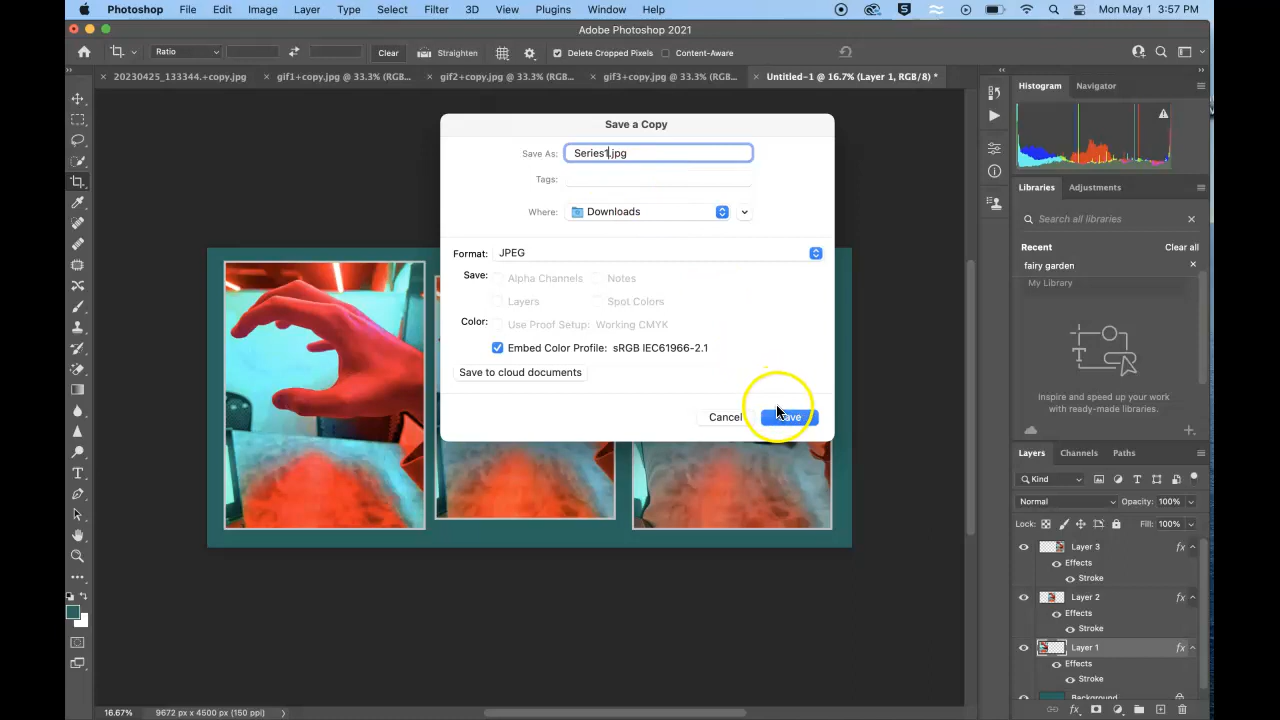 Photoshop File Edit Image Layer Type Select Filter 3D View Plugins Window Help Mon May 1 3:57 PM
Adobe Photoshop 2021
Ratio Clear Straighten Delete Cropped Pixels Content-Aware
20230425_133344.+copy.jpg gif1+copy.jpg @ 33.3% (RGB... gif2+copy.jpg @ 33.3% (RGB... gif3+copy.jpg @ 33.3% (RGB... Untitled-1 @ 16.7% (Layer 1, RGB/8) *
Save a Copy
Save As: Series1.jpg
Tags:
Where: Downloads
Format: JPEG
Save: Alpha Channels Notes
Layers Spot Colors
Color: Use Proof Setup: Working CMYK
Embed Color Profile: sRGB IEC61966-2.1
Save to cloud documents
Cancel Save
Histogram Navigator
Libraries Adjustments
Search all libraries
Recent Clear all
fairy garden
My Library
Inspire and speed up your work
with ready-made libraries.
Layers Channels Paths
Kind
Normal Opacity: 100%
Lock: Fill: 100%
Layer 3 fx
Effects
Stroke
Layer 2 fx
Effects
Stroke
Layer 1 fx
Effects
Stroke
Background
fx
16.67% 9672 px x 4500 px (150 ppi)